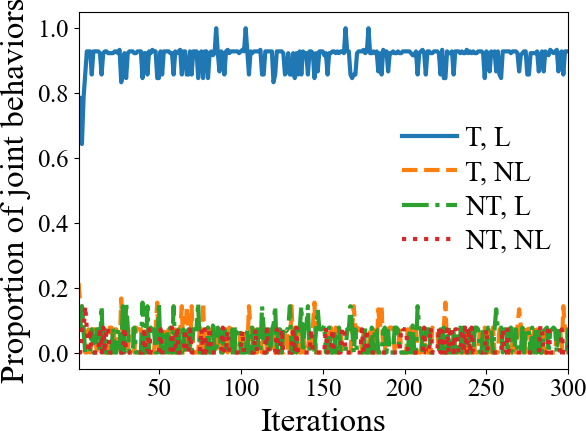 Proportion of joint behaviors
1.0
0.8
0.6
0.4
0.2
0.0
T, L
T, NL
NT, L
NT, NL
50 100 150 200 250 300
Iterations